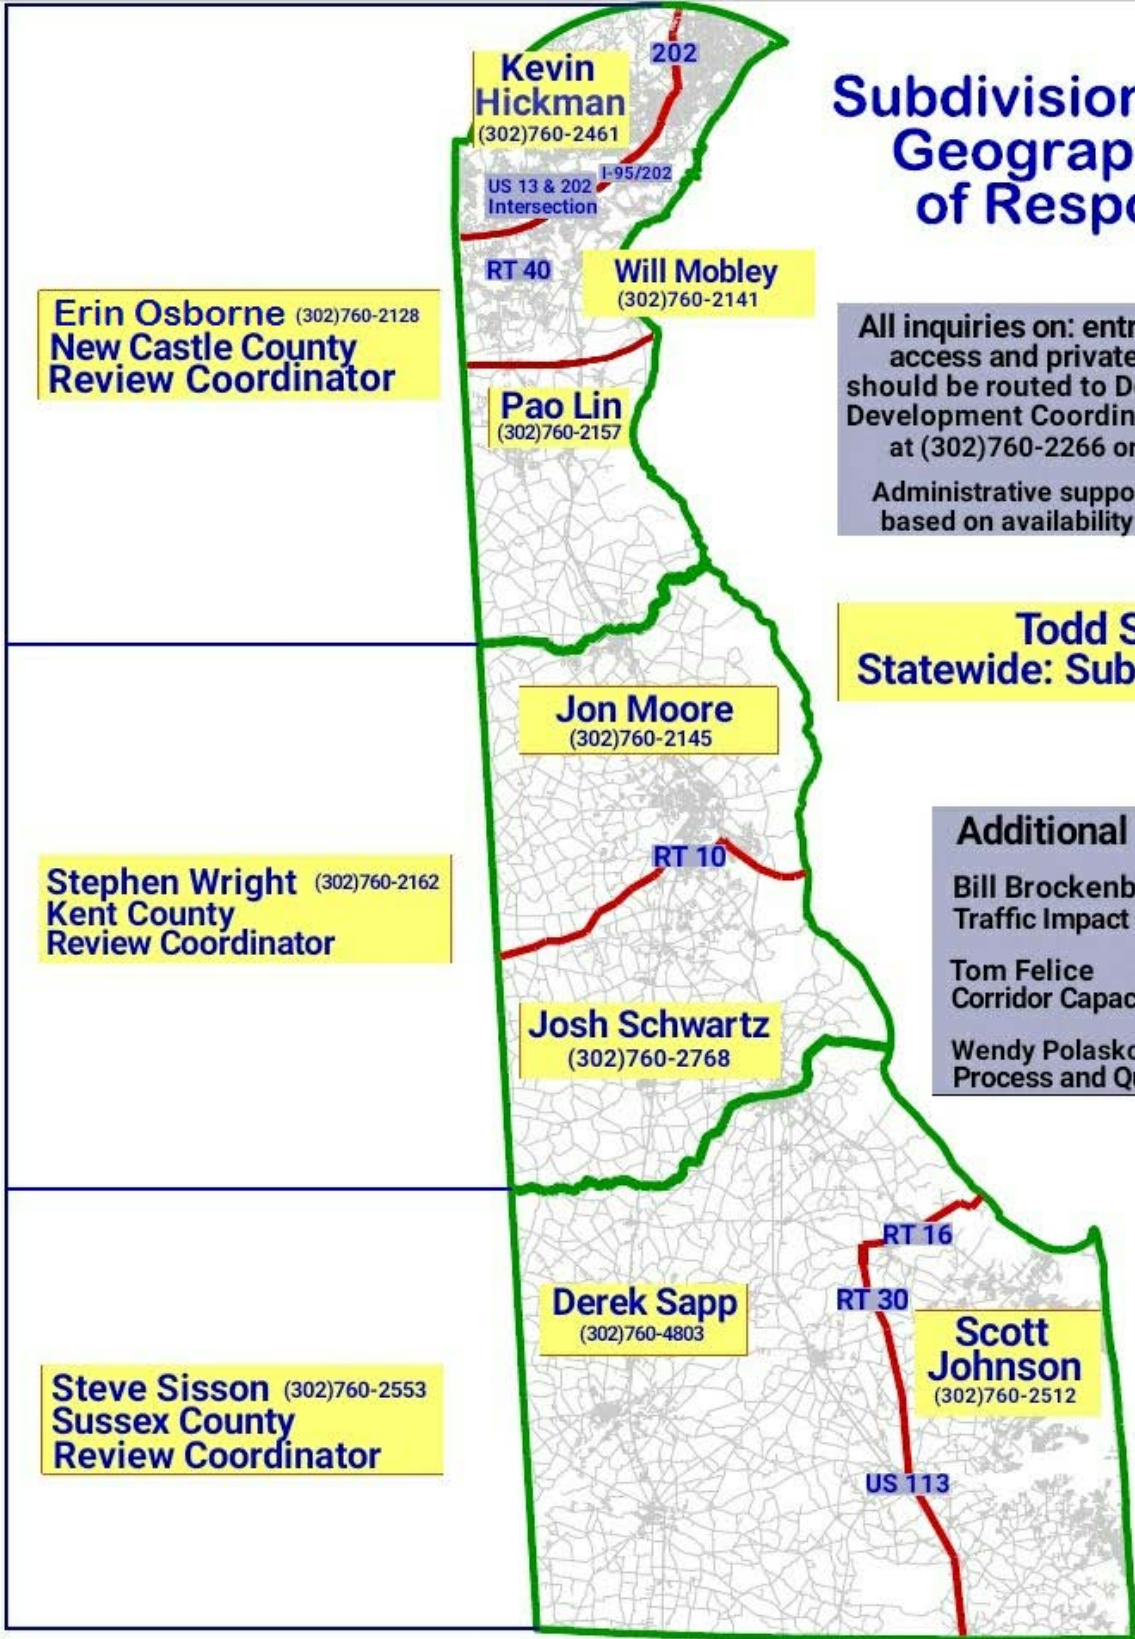 Kevin
Hickman
(302)760-2461
202
I-95/202
US 13 & 202
Intersection
RT 40
Will Mobley
(302)760-2141
Erin Osborne (302)760-2128
New Castle County
Review Coordinator
Pao Lin
(302)760-2157
Subdivision
Geograp
of Resp
All inquiries on: entr
access and private
should be routed to D
Development Coordin
at (302)760-2266 or
Administrative suppo
based on availability
Todd S
Statewide: Sub
Jon Moore
(302)760-2145
RT 10
Stephen Wright (302)760-2162
Kent County
Review Coordinator
Josh Schwartz
(302)760-2768
Additional
Bill Brockenb
Traffic Impact
Tom Felice
Corridor Capac
Wendy Polask
Process and Q
RT 16
RT 30
Derek Sapp
(302)760-4803
Scott
Johnson
(302)760-2512
Steve Sisson (302)760-2553
Sussex County
Review Coordinator
US 113